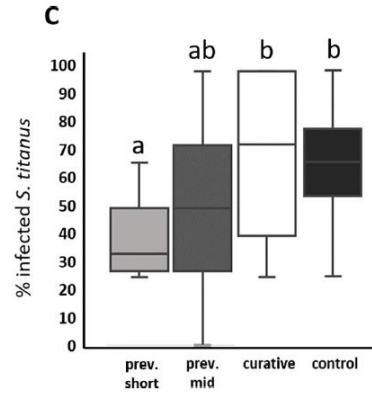 C
% infected S. titanus
100
90
80
70
60
50
40
30
20
10
0
a
ab
b
b
prev.
short
prev.
mid
curative
control